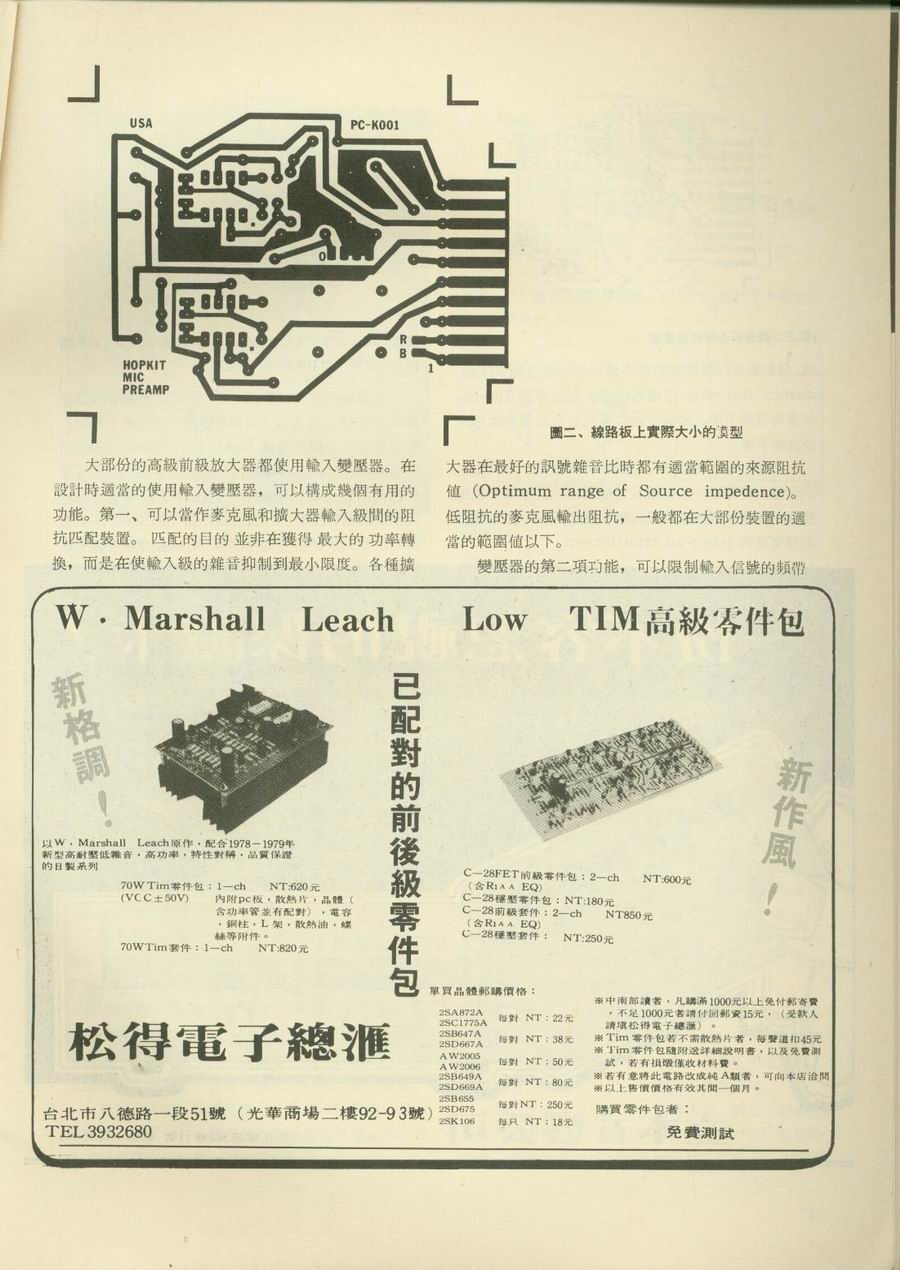 USA
PC-K001
O
R
B
1
HOPKIT
MIC
PREAMP
圖二、線路板上實際大小的模型
大部份的高級前級放大器都使用輸入變壓器。在
設計時適當的使用輸入變壓器，可以構成幾個有用的
功能。第一、可以當作麥克風和擴大器輸入級間的阻
抗匹配裝置。匹配的目的並非在獲得最大的功率轉
換，而是在使輸入級的雜音抑制到最小限度。各種擴
大器在最好的訊號雜音比時都有適當範圍的來源阻抗
値 (Optimum range of Source impedence)。
低阻抗的麥克風輸出阻抗，一般都在大部份裝置的適
當的範圍値以下。
變壓器的第二項功能，可以限制輸入信號的頻帶
W · Marshall Leach Low TIM高級零件包
新格調！
已配對的前後級零件包
新作風！
以W．Marshall Leach原作，配合1978－1979年
新型高耐壓低雜音，高功率，特性對稱，品質保證
的日製系列
70W Tim零件包：1—ch NT:620元
(VCC±50V) 內附pc板，散熱片，晶體（
含功率管並有配對），電容
，銅柱，L架，散熱油，螺
絲等附件。
70WTim套件：1—ch NT:820元
C—28FET前級零件包：2—ch NT:600元
（含RIAA EQ)
C—28穩壓零件包：NT:180元
C—28前級套件：2—ch NT850元
（含RIAA EQ)
C—28穩壓套件： NT:250元
松得電子總滙
台北市八德路一段51號（光華商場二樓92-93號）
TEL3932680
單買晶體郵購價格：
2SA872A
2SC1775A 每對 NT：22元
2SB647A
2SD667A 每對 NT：38元
AW2005
AW2006 每對 NT：50元
2SB649A
2SD669A 每對 NT：80元
2SB655
2SD675 每對NT：250元
2SK106 每只 NT：18元
※中南部讀者，凡購滿1000元以上免付郵寄費
，不足1000元者請付回郵資15元，（受款人
請填松得電子總滙）。
※Tim零件包若不需散熱片者，每聲道扣45元
※Tim零件包隨附送詳細說明書，以及免費測
試，若有損燬僅收材料費。
※若有意將此電路改成純A類者，可向本店洽問
※以上售價價格有效其間一個月。
購買零件包者：
免費測試